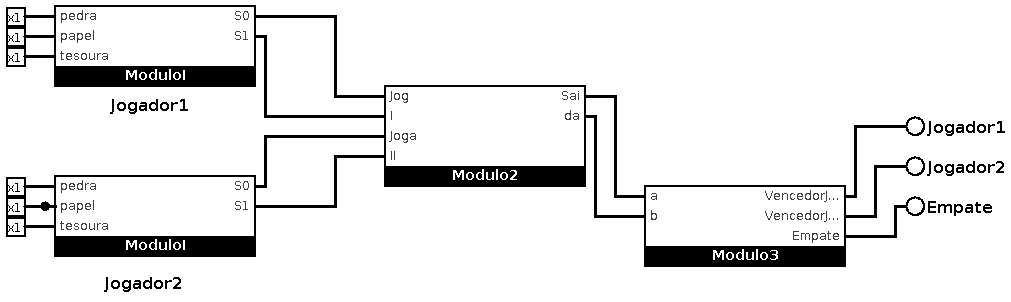 x1 pedra S0
x1 papel S1
x1 tesoura
ModuloI
Jogador1
Jog Sai
I da
Joga
II
Modulo2
x1 pedra S0
x1 papel S1
x1 tesoura
ModuloI
Jogador2
a VencedorJ...
b VencedorJ...
Empate
Modulo3
Jogador1
Jogador2
Empate